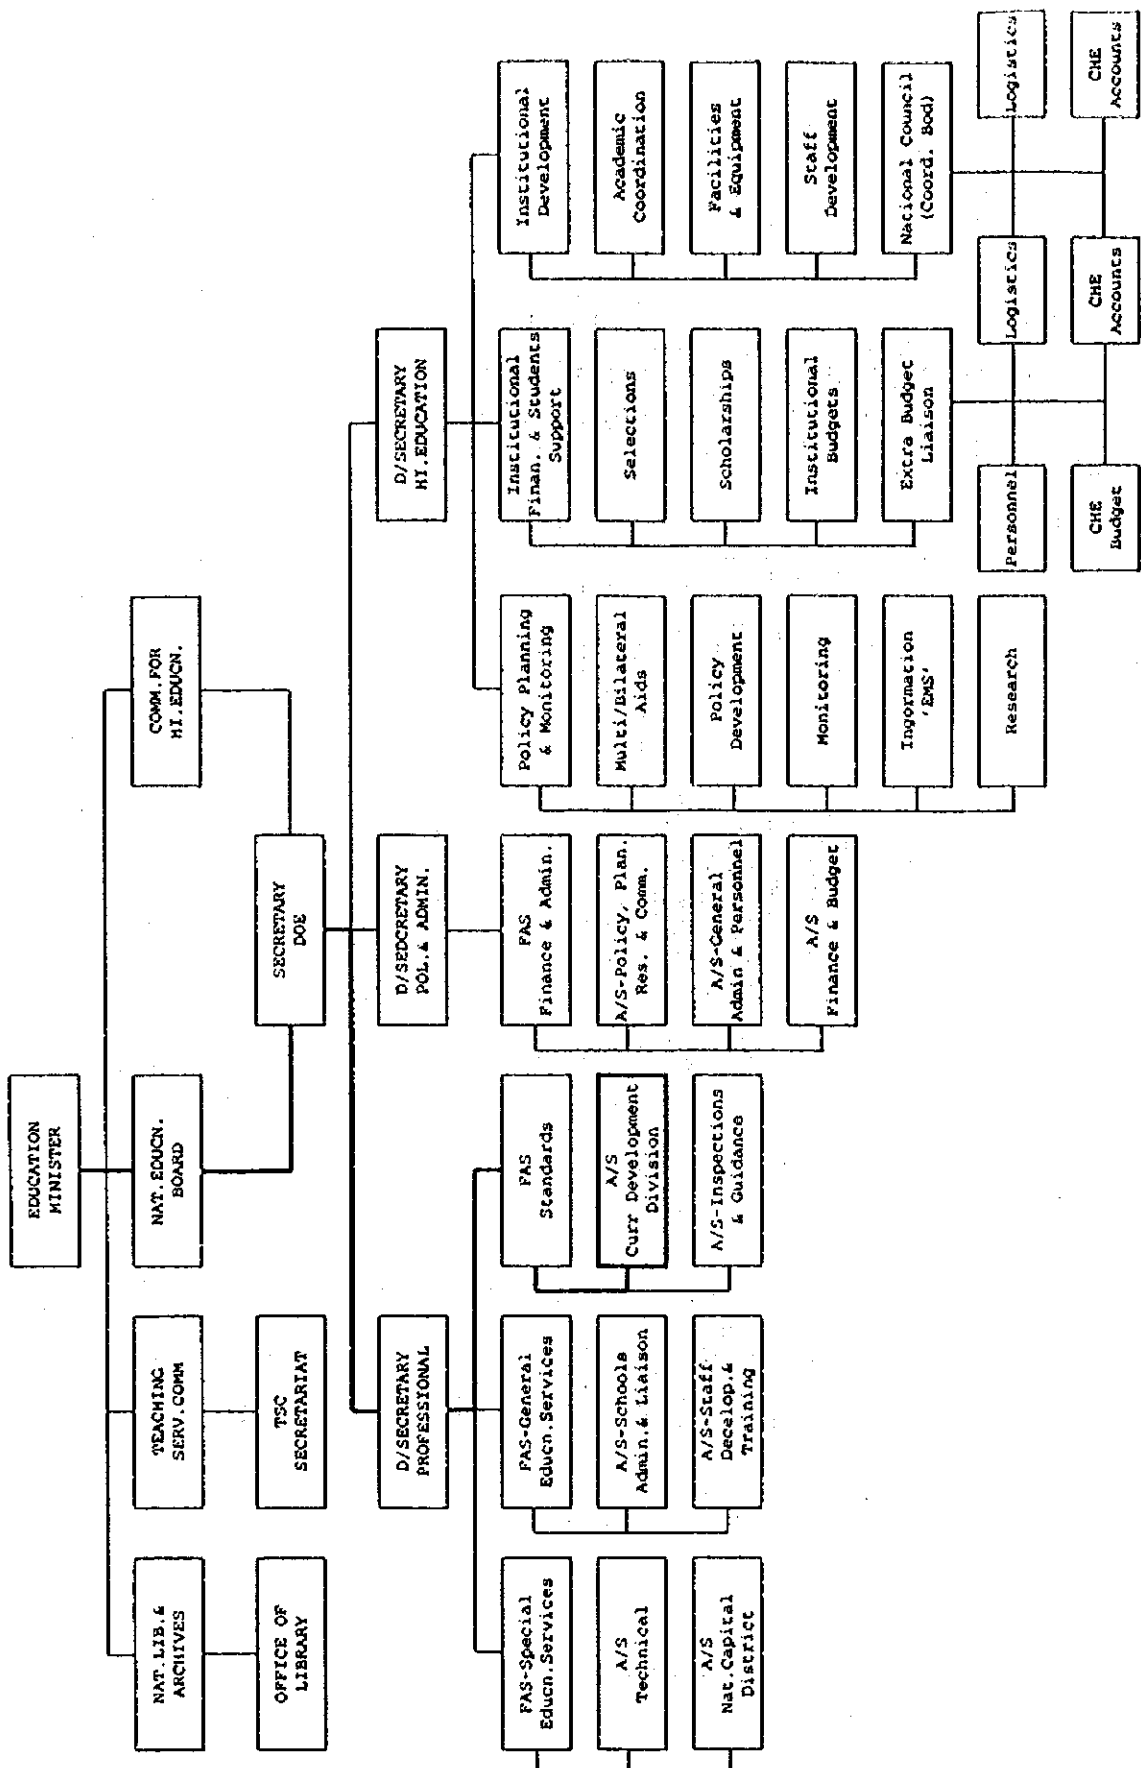 EDUCATION
MINISTER
NAT.LIB.&
ARCHIVES
TEACHING
SERV.COMM
NAT.EDUCN.
BOARD
COMM.FOR
HI.EDUCN.
OFFICE OF
LIBRARY
TSC
SECRETARIAT
SECRETARY
DOE
D/SECRETARY
PROFESSIONAL
D/SEDCRETARY
POL.& ADMIN.
D/SECRETARY
HI.EDUCATION
FAS-Special
Educn.Services
A/S
Technical
A/S
Nat.Capital
District
FAS-General
Educn.Services
A/S-Schools
Admin.& Liaison
A/S-Staff
Decelop.&
Training
FAS
Standards
A/S
Curr Development
Division
A/S-Inspections
& Guidance
FAS
Finance & Admin.
A/S-Policy, Plan.
Res. & Comm.
A/S-General
Admin & Personnel
A/S
Finance & Budget
Policy Planning
& Monitoring
Multi/Bilateral
Aids
Policy
Development
Monitoring
Ingormation
'EMS'
Research
Institutional
Finan. & Students
Support
Selections
Scholarships
Institutional
Budgets
Extra Budget
Liaison
Institutional
Development
Academic
Coordination
Facilities
& Equipment
Staff
Development
National Council
(Coord. Bod)
Personnel
Logistics
Logistics
CHE
Budget
CHE
Accounts
CHE
Accounts